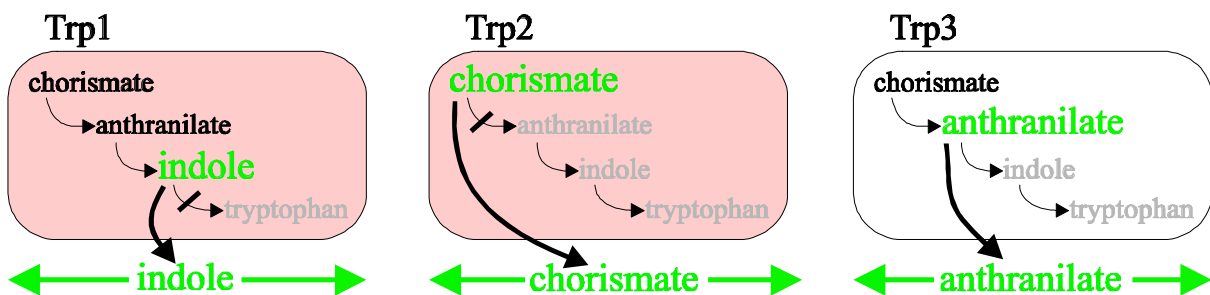 Trp1
chorismate
anthranilate
indole
tryptophan
indole
Trp2
chorismate
anthranilate
indole
tryptophan
chorismate
Trp3
chorismate
anthranilate
indole
tryptophan
anthranilate